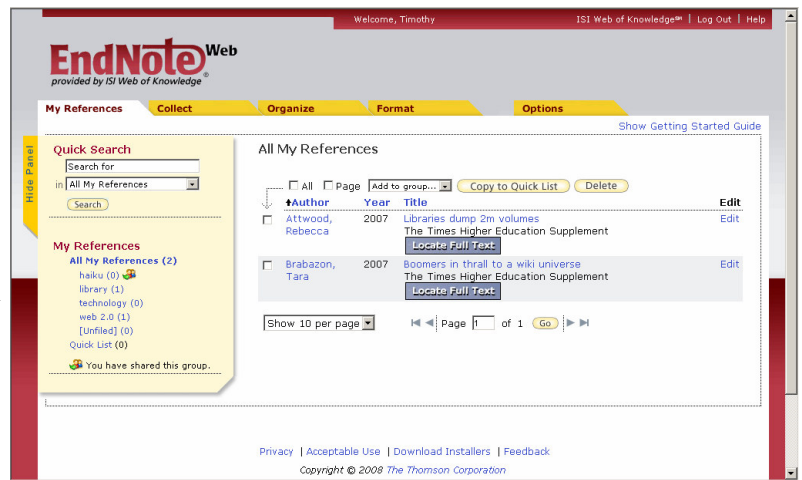 Welcome, Timothy ISI Web of Knowledge℠ | Log Out | Help
EndNote Web
provided by ISI Web of Knowledge
My References Collect Organize Format Options
Show Getting Started Guide
Hide Panel
Quick Search
Search for
in All My References
Search
My References
All My References (2)
haiku (0)
library (1)
technology (0)
web 2.0 (1)
[Unfiled] (0)
Quick List (0)
You have shared this group.
All My References
All Page Add to group... Copy to Quick List Delete
Author Year Title Edit
Attwood, 2007 Libraries dump 2m volumes Edit
Rebecca The Times Higher Education Supplement
Locate Full Text
Brabazon, 2007 Boomers in thrall to a wiki universe Edit
Tara The Times Higher Education Supplement
Locate Full Text
Show 10 per page Page 1 of 1 Go
Privacy | Acceptable Use | Download Installers | Feedback
Copyright © 2008 The Thomson Corporation